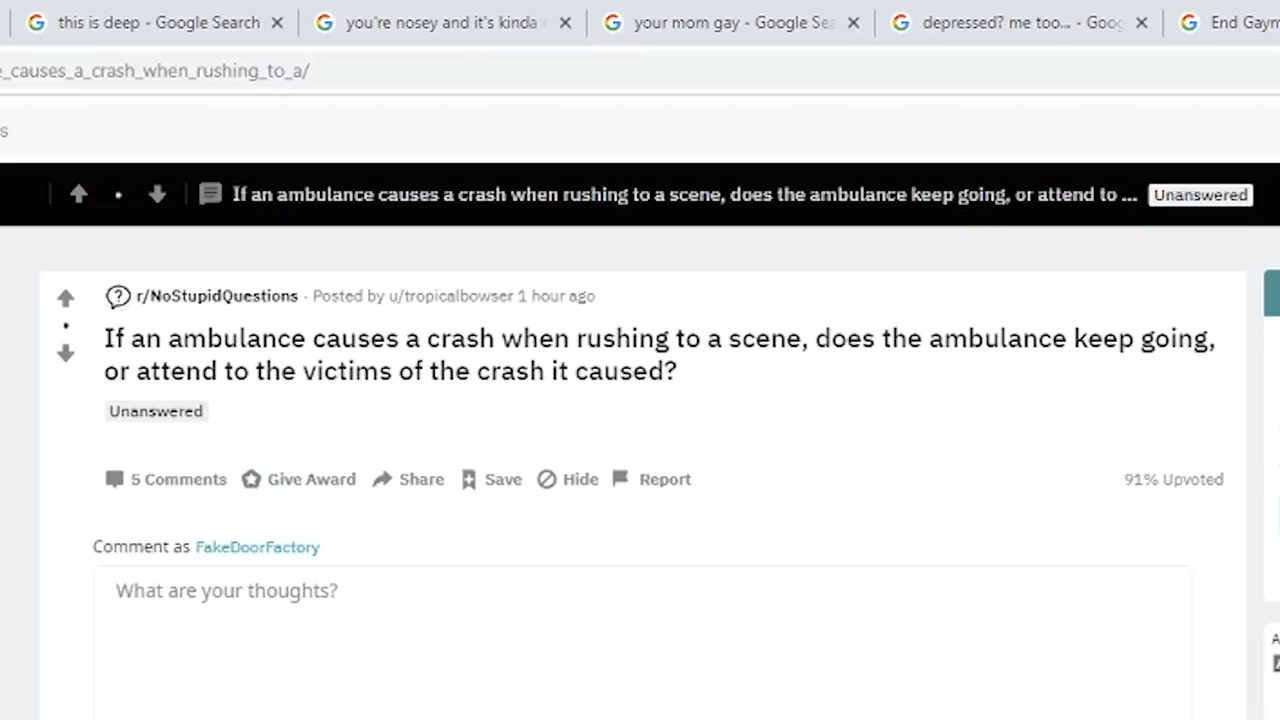 this is deep - Google Search
you're nosey and it's kinda
your mom gay - Google Sea
depressed? me too... - Goog
End Gaym
e_causes_a_crash_when_rushing_to_a/
s
If an ambulance causes a crash when rushing to a scene, does the ambulance keep going, or attend to ...
Unanswered
r/NoStupidQuestions · Posted by u/tropicalbowser 1 hour ago
If an ambulance causes a crash when rushing to a scene, does the ambulance keep going,
or attend to the victims of the crash it caused?
Unanswered
5 Comments Give Award Share Save Hide Report 91% Upvoted
Comment as FakeDoorFactory
What are your thoughts?
A